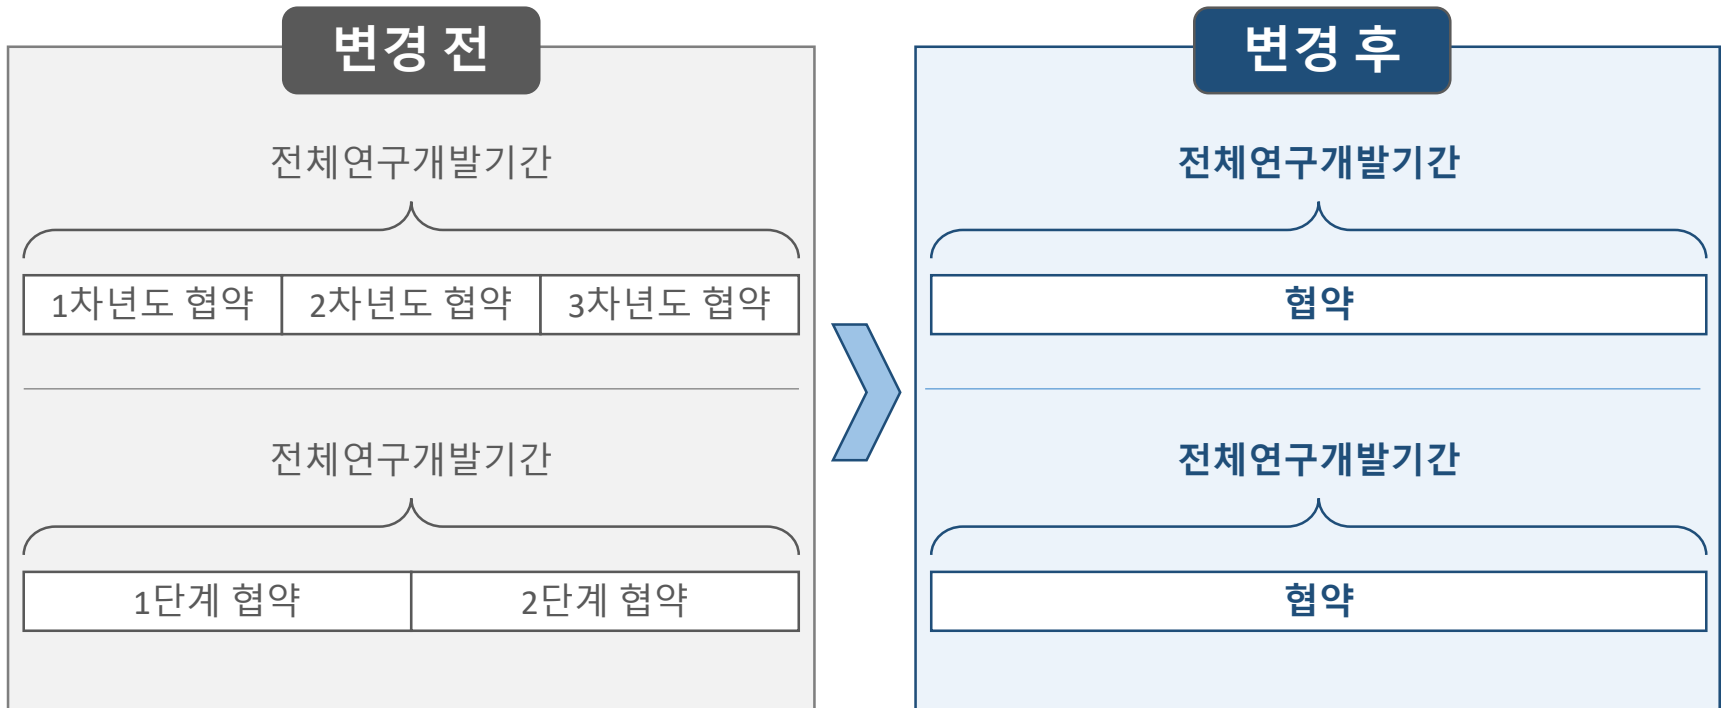 변경 전
전체연구개발기간
1차년도 협약 2차년도 협약 3차년도 협약
전체연구개발기간
1단계 협약 2단계 협약
변경 후
전체연구개발기간
협약
전체연구개발기간
협약